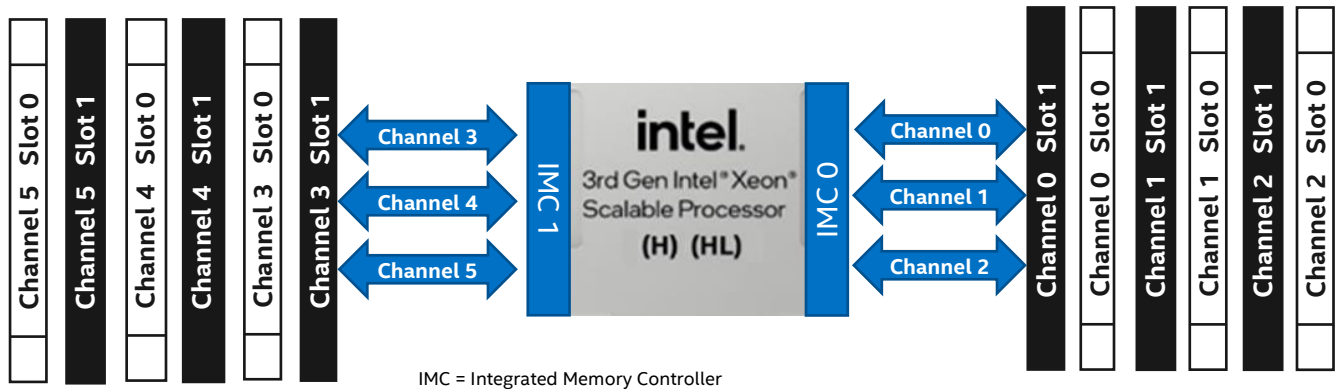 Channel 5 Slot 0
Channel 5 Slot 1
Channel 4 Slot 0
Channel 4 Slot 1
Channel 3 Slot 0
Channel 3 Slot 1
Channel 3
Channel 4
Channel 5
IMC 1
intel.
3rd Gen Intel® Xeon®
Scalable Processor
(H) (HL)
IMC 0
Channel 0
Channel 1
Channel 2
Channel 0 Slot 1
Channel 0 Slot 0
Channel 1 Slot 1
Channel 1 Slot 0
Channel 2 Slot 1
Channel 2 Slot 0
IMC = Integrated Memory Controller